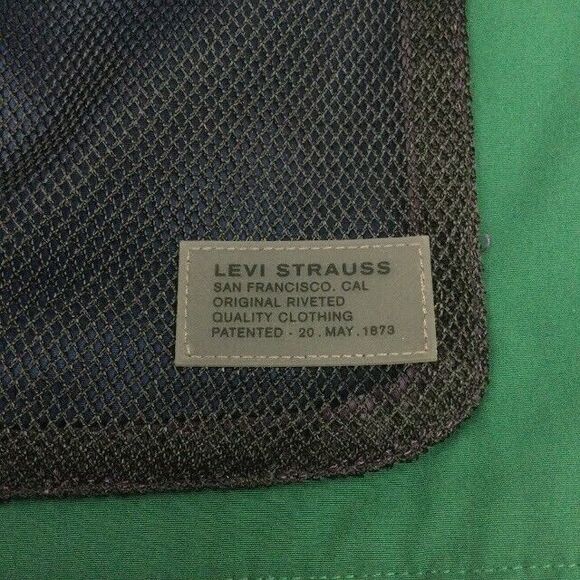 LEVI STRAUSS
SAN FRANCISCO. CAL
ORIGINAL RIVETED
QUALITY CLOTHING
PATENTED - 20 . MAY . 1873